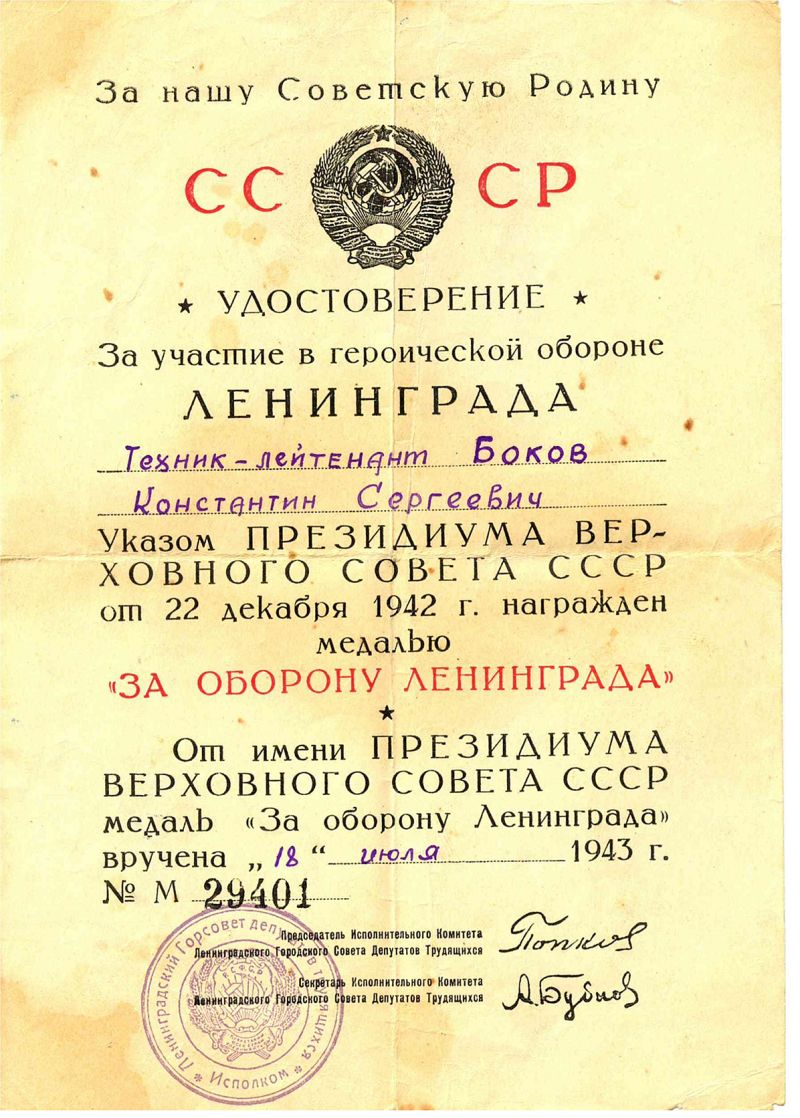 За нашу Советскую Родину
СС СР
★ УДОСТОВЕРЕНИЕ ★
За участие в героической обороне
ЛЕНИНГРАДА
Техник-лейтенант Боков
Константин Сергеевич
Указом ПРЕЗИДИУМА ВЕР-
ХОВНОГО СОВЕТА СССР
от 22 декабря 1942 г. награжден
медалью
«ЗА ОБОРОНУ ЛЕНИНГРАДА»
★
От имени ПРЕЗИДИУМА
ВЕРХОВНОГО СОВЕТА СССР
медаль «За оборону Ленинграда»
вручена „18“ июля 1943 г.
№ М 29401
Председатель Исполнительного Комитета
Ленинградского Городского Совета Депутатов Трудящихся
Попков
Секретарь Исполнительного Комитета
Ленинградского Городского Совета Депутатов Трудящихся
А.Бубнов
Ленинградский Горсовет депутатов трудящихся
★ Исполком ★
РСФСР